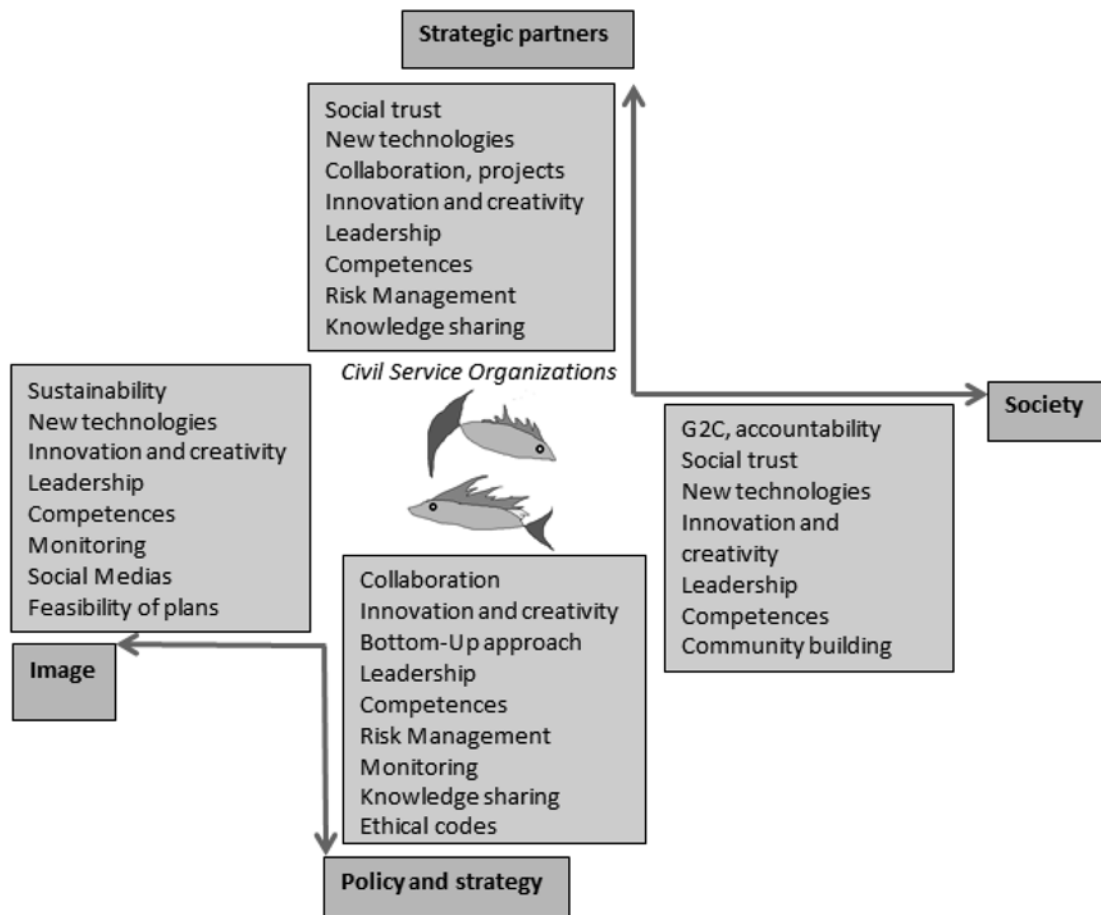 Strategic partners
Social trust
New technologies
Collaboration, projects
Innovation and creativity
Leadership
Competences
Risk Management
Knowledge sharing
Civil Service Organizations
Sustainability
New technologies
Innovation and creativity
Leadership
Competences
Monitoring
Social Medias
Feasibility of plans
Society
G2C, accountability
Social trust
New technologies
Innovation and
creativity
Leadership
Competences
Community building
Collaboration
Innovation and creativity
Bottom-Up approach
Leadership
Competences
Risk Management
Monitoring
Knowledge sharing
Ethical codes
Image
Policy and strategy